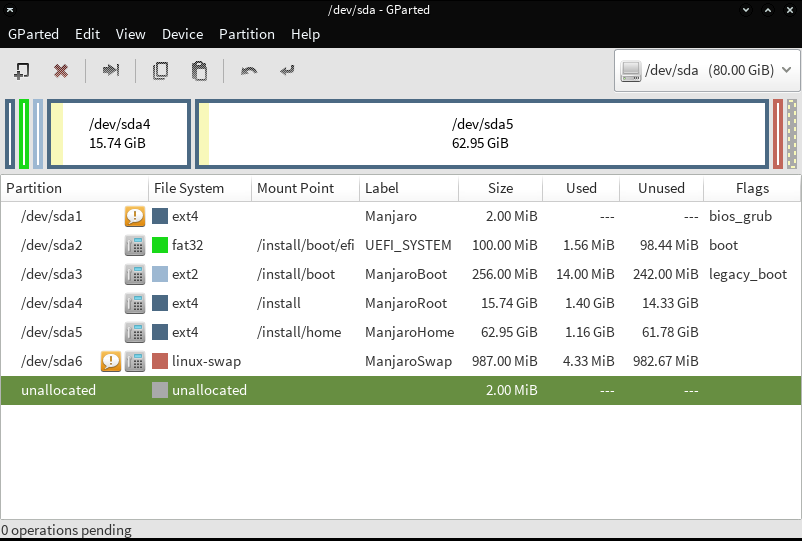 /dev/sda - GParted
GParted Edit View Device Partition Help
/dev/sda (80.00 GiB)
/dev/sda4
15.74 GiB
/dev/sda5
62.95 GiB
Partition File System Mount Point Label Size Used Unused Flags
/dev/sda1 ext4 Manjaro 2.00 MiB --- --- bios_grub
/dev/sda2 fat32 /install/boot/efi UEFI_SYSTEM 100.00 MiB 1.56 MiB 98.44 MiB boot
/dev/sda3 ext2 /install/boot ManjaroBoot 256.00 MiB 14.00 MiB 242.00 MiB legacy_boot
/dev/sda4 ext4 /install ManjaroRoot 15.74 GiB 1.40 GiB 14.33 GiB
/dev/sda5 ext4 /install/home ManjaroHome 62.95 GiB 1.16 GiB 61.78 GiB
/dev/sda6 linux-swap ManjaroSwap 987.00 MiB 4.33 MiB 982.67 MiB
unallocated unallocated 2.00 MiB --- ---
0 operations pending